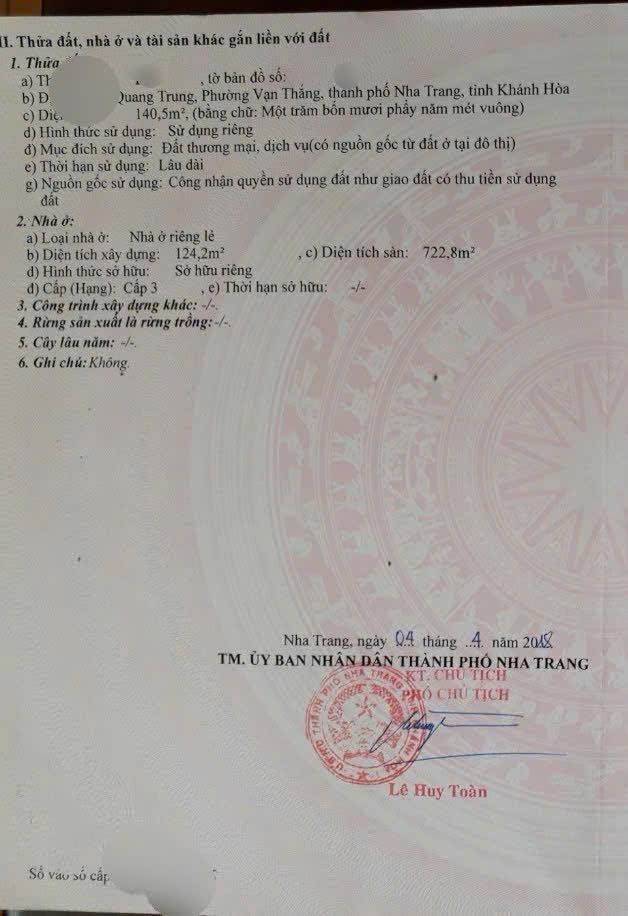 II. Thửa đất, nhà ở và tài sản khác gắn liền với đất
1. Thửa
a) Th , tờ bản đồ số:
b) Đ Quang Trung, Phường Vạn Thắng, thành phố Nha Trang, tỉnh Khánh Hòa
c) Diệ 140,5m², (bằng chữ: Một trăm bốn mươi phẩy năm mét vuông)
d) Hình thức sử dụng: Sử dụng riêng
đ) Mục đích sử dụng: Đất thương mại, dịch vụ(có nguồn gốc từ đất ở tại đô thị)
e) Thời hạn sử dụng: Lâu dài
g) Nguồn gốc sử dụng: Công nhận quyền sử dụng đất như giao đất có thu tiền sử dụng
đất
2. Nhà ở:
a) Loại nhà ở: Nhà ở riêng lẻ
b) Diện tích xây dựng: 124,2m² , c) Diện tích sàn: 722,8m²
d) Hình thức sở hữu: Sở hữu riêng
đ) Cấp (Hạng): Cấp 3 , e) Thời hạn sở hữu: -/-
3. Công trình xây dựng khác: -/-.
4. Rừng sản xuất là rừng trồng: -/-.
5. Cây lâu năm: -/-.
6. Ghi chú: Không.
Nha Trang, ngày 04 tháng .4. năm 2018
TM. ỦY BAN NHÂN DÂN THÀNH PHỐ NHA TRANG
KT. CHỦ TỊCH
PHÓ CHỦ TỊCH
Lê Huy Toàn
Số vào sổ cấp